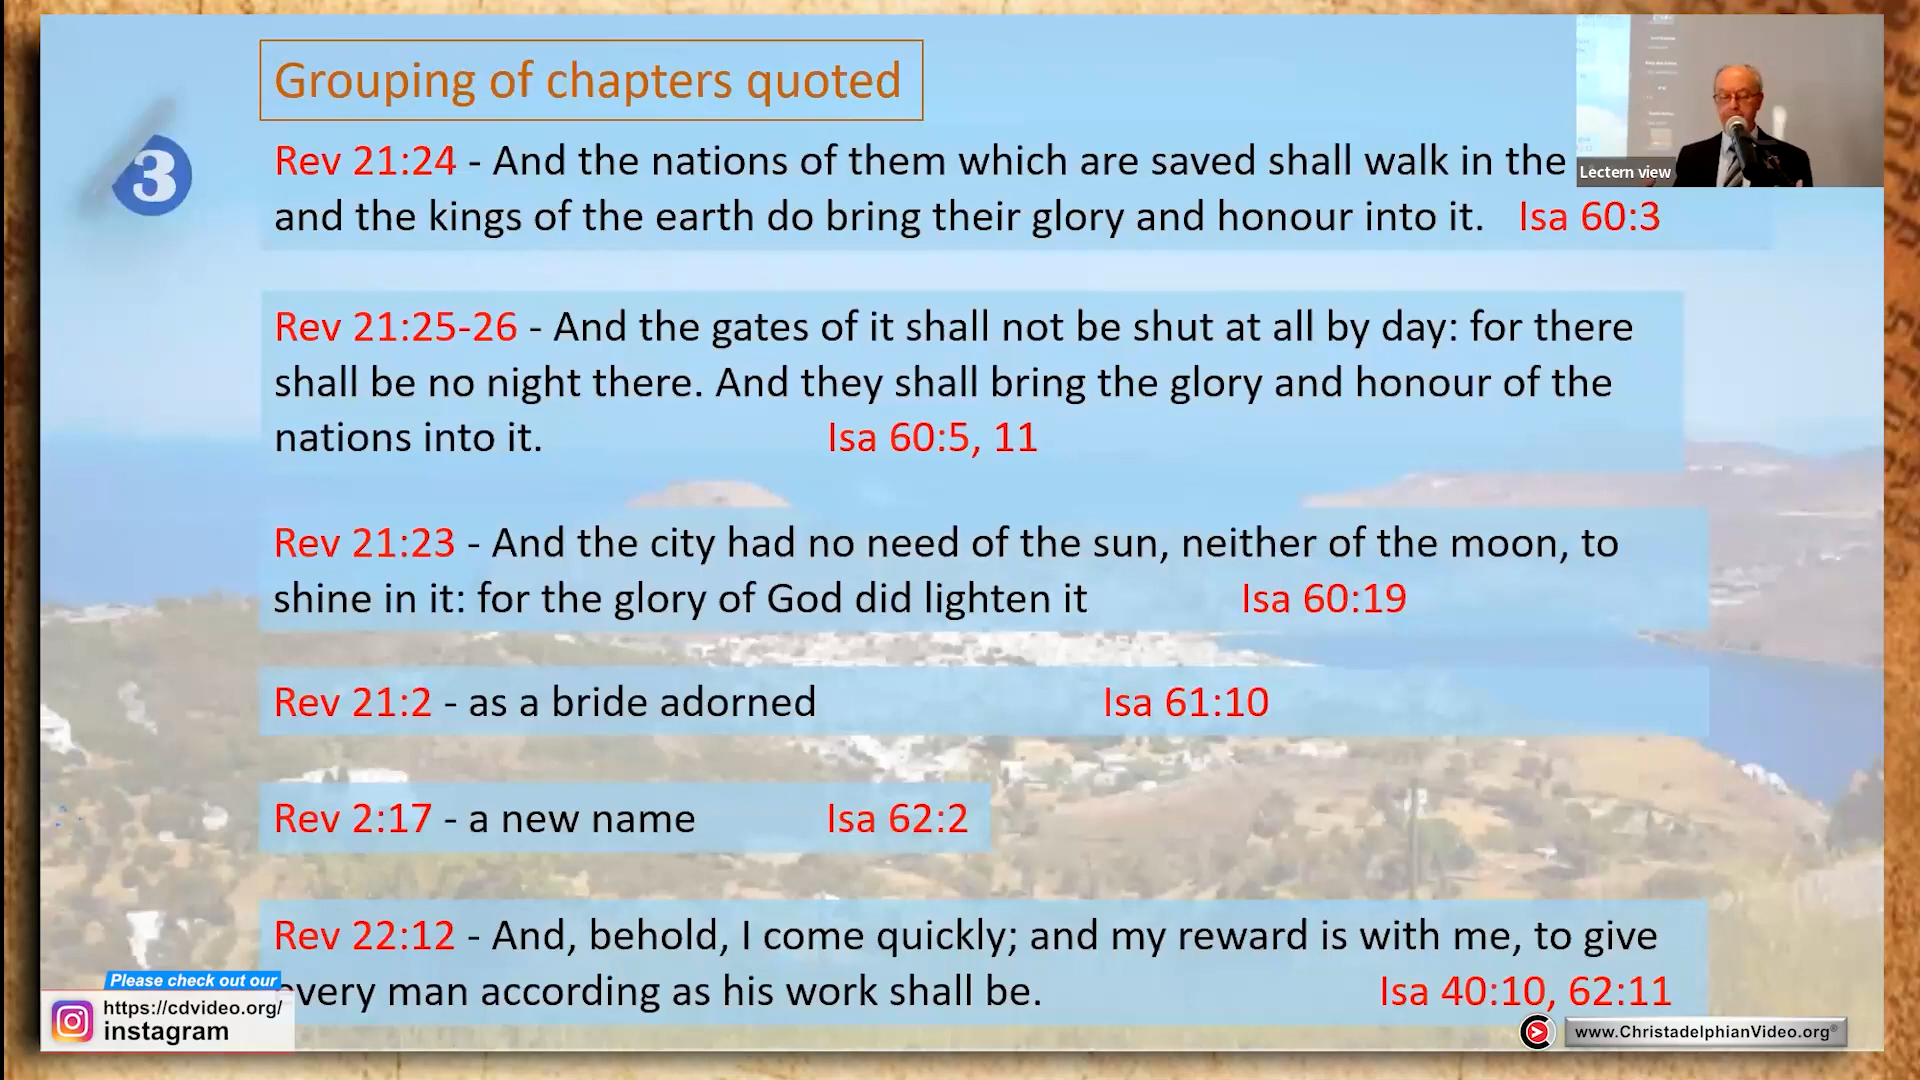 Grouping of chapters quoted
3
Rev 21:24 - And the nations of them which are saved shall walk in the
and the kings of the earth do bring their glory and honour into it. Isa 60:3
Lectern view
Rev 21:25-26 - And the gates of it shall not be shut at all by day: for there
shall be no night there. And they shall bring the glory and honour of the
nations into it. Isa 60:5, 11
Rev 21:23 - And the city had no need of the sun, neither of the moon, to
shine in it: for the glory of God did lighten it Isa 60:19
Rev 21:2 - as a bride adorned Isa 61:10
Rev 2:17 - a new name Isa 62:2
Rev 22:12 - And, behold, I come quickly; and my reward is with me, to give
every man according as his work shall be. Isa 40:10, 62:11
Please check out our
https://cdvideo.org/
instagram
www.ChristadelphianVideo.org®